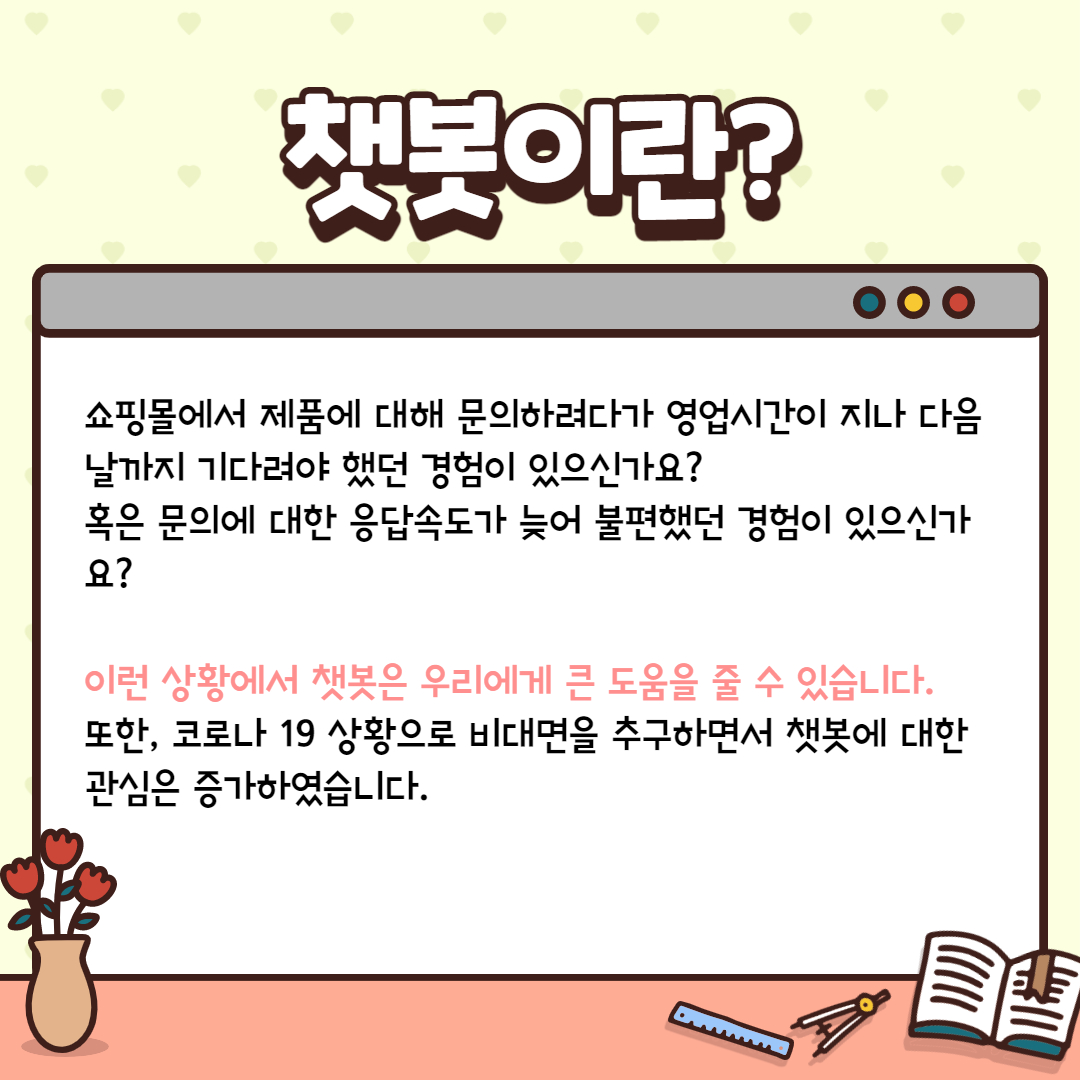 챗봇이란?
쇼핑몰에서 제품에 대해 문의하려다가 영업시간이 지나 다음
날까지 기다려야 했던 경험이 있으신가요?
혹은 문의에 대한 응답속도가 늦어 불편했던 경험이 있으신가
요?
이런 상황에서 챗봇은 우리에게 큰 도움을 줄 수 있습니다.
또한, 코로나 19 상황으로 비대면을 추구하면서 챗봇에 대한
관심은 증가하였습니다.